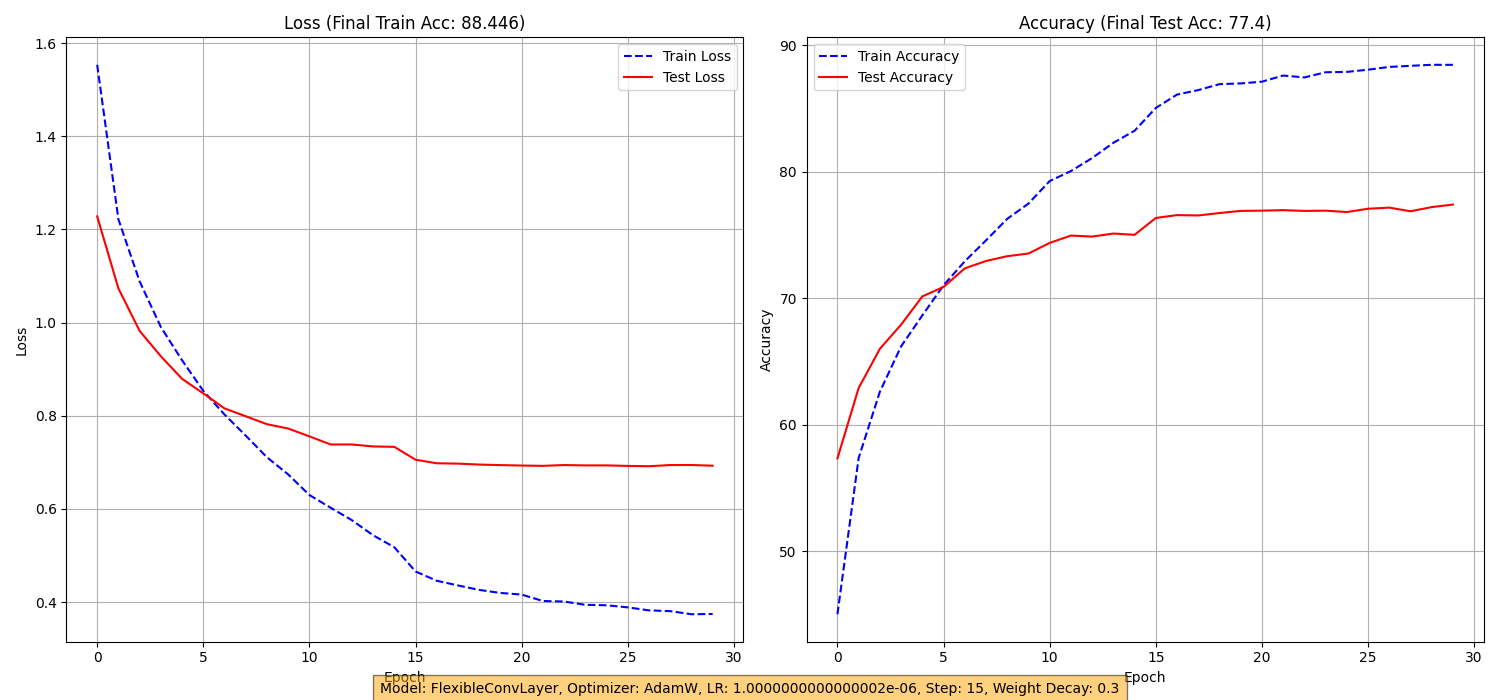 Loss (Final Train Acc: 88.446)
Train Loss
Test Loss
1.6
1.4
1.2
1.0
0.8
0.6
0.4
Loss
0
5
10
15
20
25
30
Epoch
Accuracy (Final Test Acc: 77.4)
Train Accuracy
Test Accuracy
90
80
70
60
50
Accuracy
0
5
10
15
20
25
30
Epoch
Model: FlexibleConvLayer, Optimizer: AdamW, LR: 1.0000000000000002e-06, Step: 15, Weight Decay: 0.3